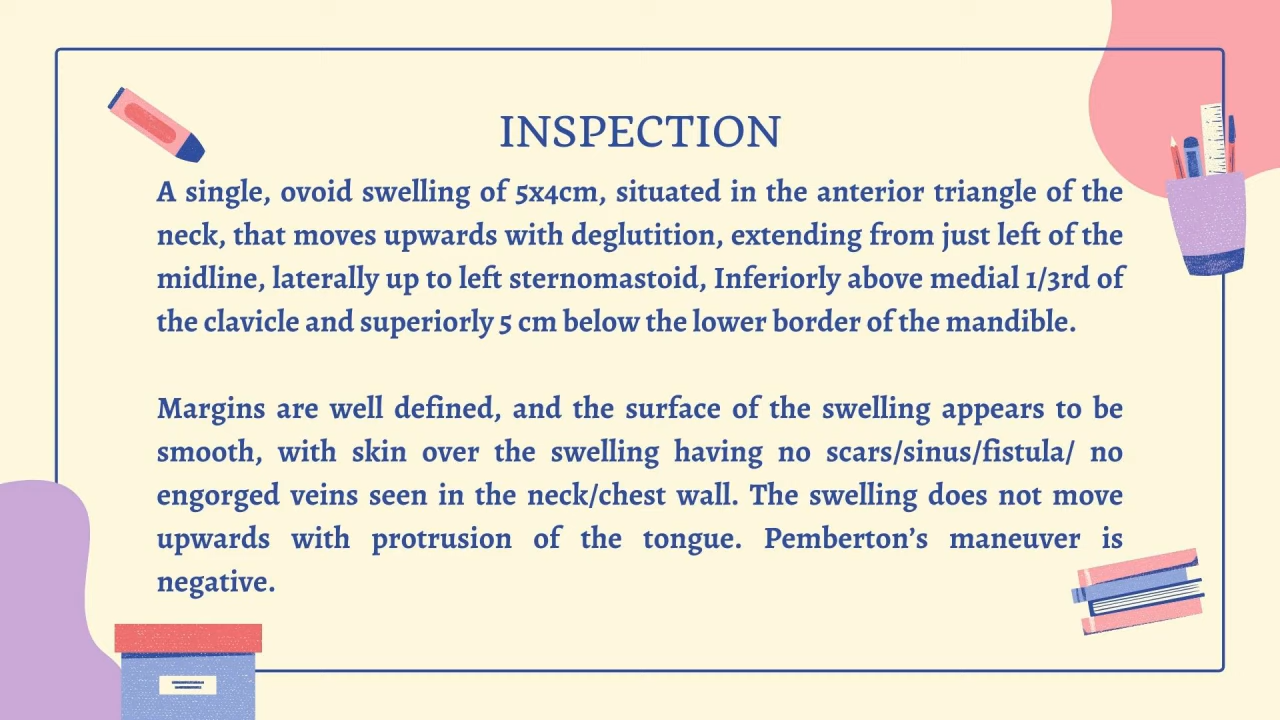 INSPECTION
A single, ovoid swelling of 5x4cm, situated in the anterior triangle of the
neck, that moves upwards with deglutition, extending from just left of the
midline, laterally up to left sternomastoid, Inferiorly above medial 1/3rd of
the clavicle and superiorly 5 cm below the lower border of the mandible.
Margins are well defined, and the surface of the swelling appears to be
smooth, with skin over the swelling having no scars/sinus/fistula/ no
engorged veins seen in the neck/chest wall. The swelling does not move
upwards with protrusion of the tongue. Pemberton’s maneuver is
negative.